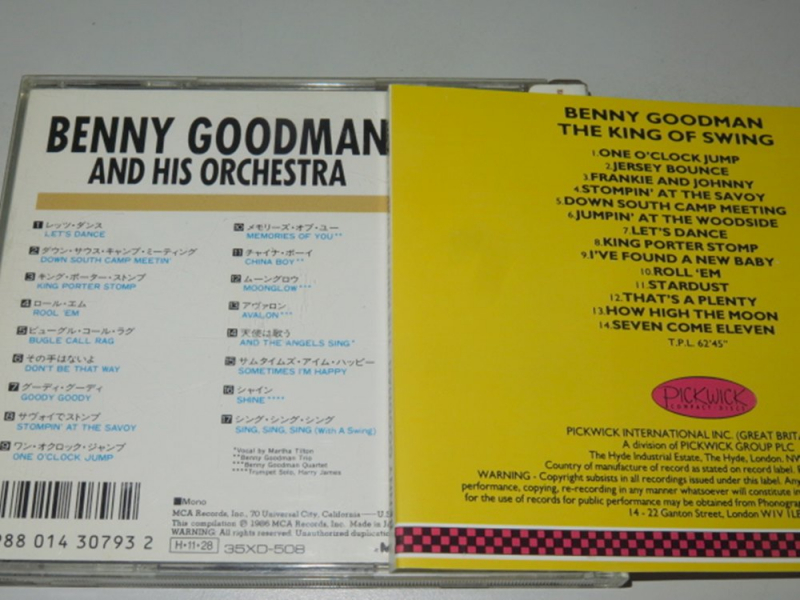 BENNY GOODMAN
AND HIS ORCHESTRA
1 レッツ・ダンス
LET'S DANCE
2 ダウン・サウス・キャンプ・ミーティング
DOWN SOUTH CAMP MEETIN'
3 キング・ポーター・ストンプ
KING PORTER STOMP
4 ロール・エム
ROOL 'EM
5 ビューグル・コール・ラグ
BUGLE CALL RAG
6 その手はないよ
DON'T BE THAT WAY
7 グーディ・グーディ
GOODY GOODY
8 サヴォイでストンプ
STOMPIN' AT THE SAVOY
9 ワン・オクロック・ジャンプ
ONE O'CLOCK JUMP
10 メモリーズ・オブ・ユー
MEMORIES OF YOU**
11 チャイナ・ボーイ
CHINA BOY**
12 ムーングロウ
MOONGLOW***
13 アヴァロン
AVALON***
14 天使は歌う
AND THE ANGELS SING*
15 サムタイムズ・アイム・ハッピー
SOMETIMES I'M HAPPY
16 シャイン
SHINE****
17 シング・シング・シング
SING, SING, SING (With A Swing)
*Vocal by Martha Tilton
**Benny Goodman Trio
***Benny Goodman Quartet
****Trumpet Solo, Harry James
988 014 30793 2
■Mono
MCA Records, Inc., 70 Universal City, California
This compilation ℗ 1986 MCA Records, Inc. Made in
WARNING: All rights reserved. Unauthorized duplication
H・11・28 35XD-508
BENNY GOODMAN
THE KING OF SWING
1. ONE O'CLOCK JUMP
2. JERSEY BOUNCE
3. FRANKIE AND JOHNNY
4. STOMPIN' AT THE SAVOY
5. DOWN SOUTH CAMP MEETING
6. JUMPIN' AT THE WOODSIDE
7. LET'S DANCE
8. KING PORTER STOMP
9. I'VE FOUND A NEW BABY
10. ROLL 'EM
11. STARDUST
12. THAT'S A PLENTY
13. HOW HIGH THE MOON
14. SEVEN COME ELEVEN
T.P.L. 62'45"
PICKWICK
COMPACT DISCS
PICKWICK INTERNATIONAL INC. (GREAT BRITA
A division of PICKWICK GROUP PLC
The Hyde Industrial Estate, The Hyde, London. NW
Country of manufacture of record as stated on record label.
WARNING - Copyright subsists in all recordings issued under this label. Any
performance, copying, re-recording in any manner whatsoever will constitute in
for the use of records for public performance may be obtained from Phonograp
14 - 22 Ganton Street, London W1V 1LE